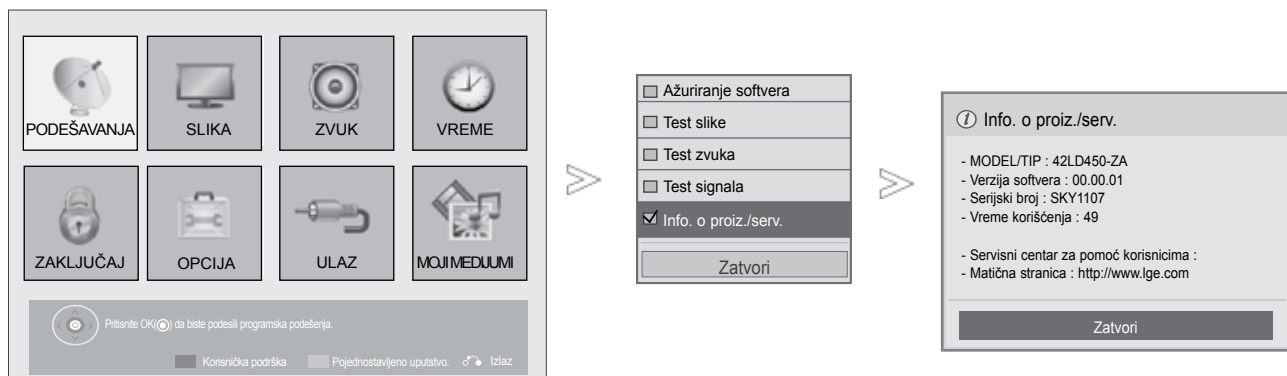 PODEŠAVANJA
SLIKA
ZVUK
VREME
ZAKLJUČAJ
OPCIJA
ULAZ
MOJI MEDIJUMI
Pritisnite OK(◉) da biste podesili programska podešenja.
Korisnička podrška
Pojednostavljeno uputstvo.
Izlaz
Ažuriranje softvera
Test slike
Test zvuka
Test signala
Info. o proiz./serv.
Zatvori
Info. o proiz./serv.
- MODEL/TIP : 42LD450-ZA
- Verzija softvera : 00.00.01
- Serijski broj : SKY1107
- Vreme korišćenja : 49
- Servisni centar za pomoć korisnicima :
- Matična stranica : http://www.lge.com
Zatvori